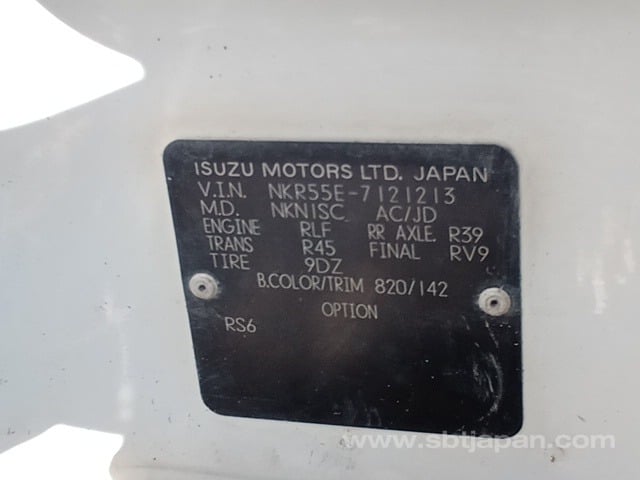 ISUZU MOTORS LTD. JAPAN
V.I.N. NKR55E-7121213
M.D. NKN1SC AC/JD
ENGINE RLF RR AXLE. R39
TRANS R45 FINAL RV9
TIRE 9DZ
B.COLOR/TRIM 820/142
OPTION
RS6
www.sbtjapan.com